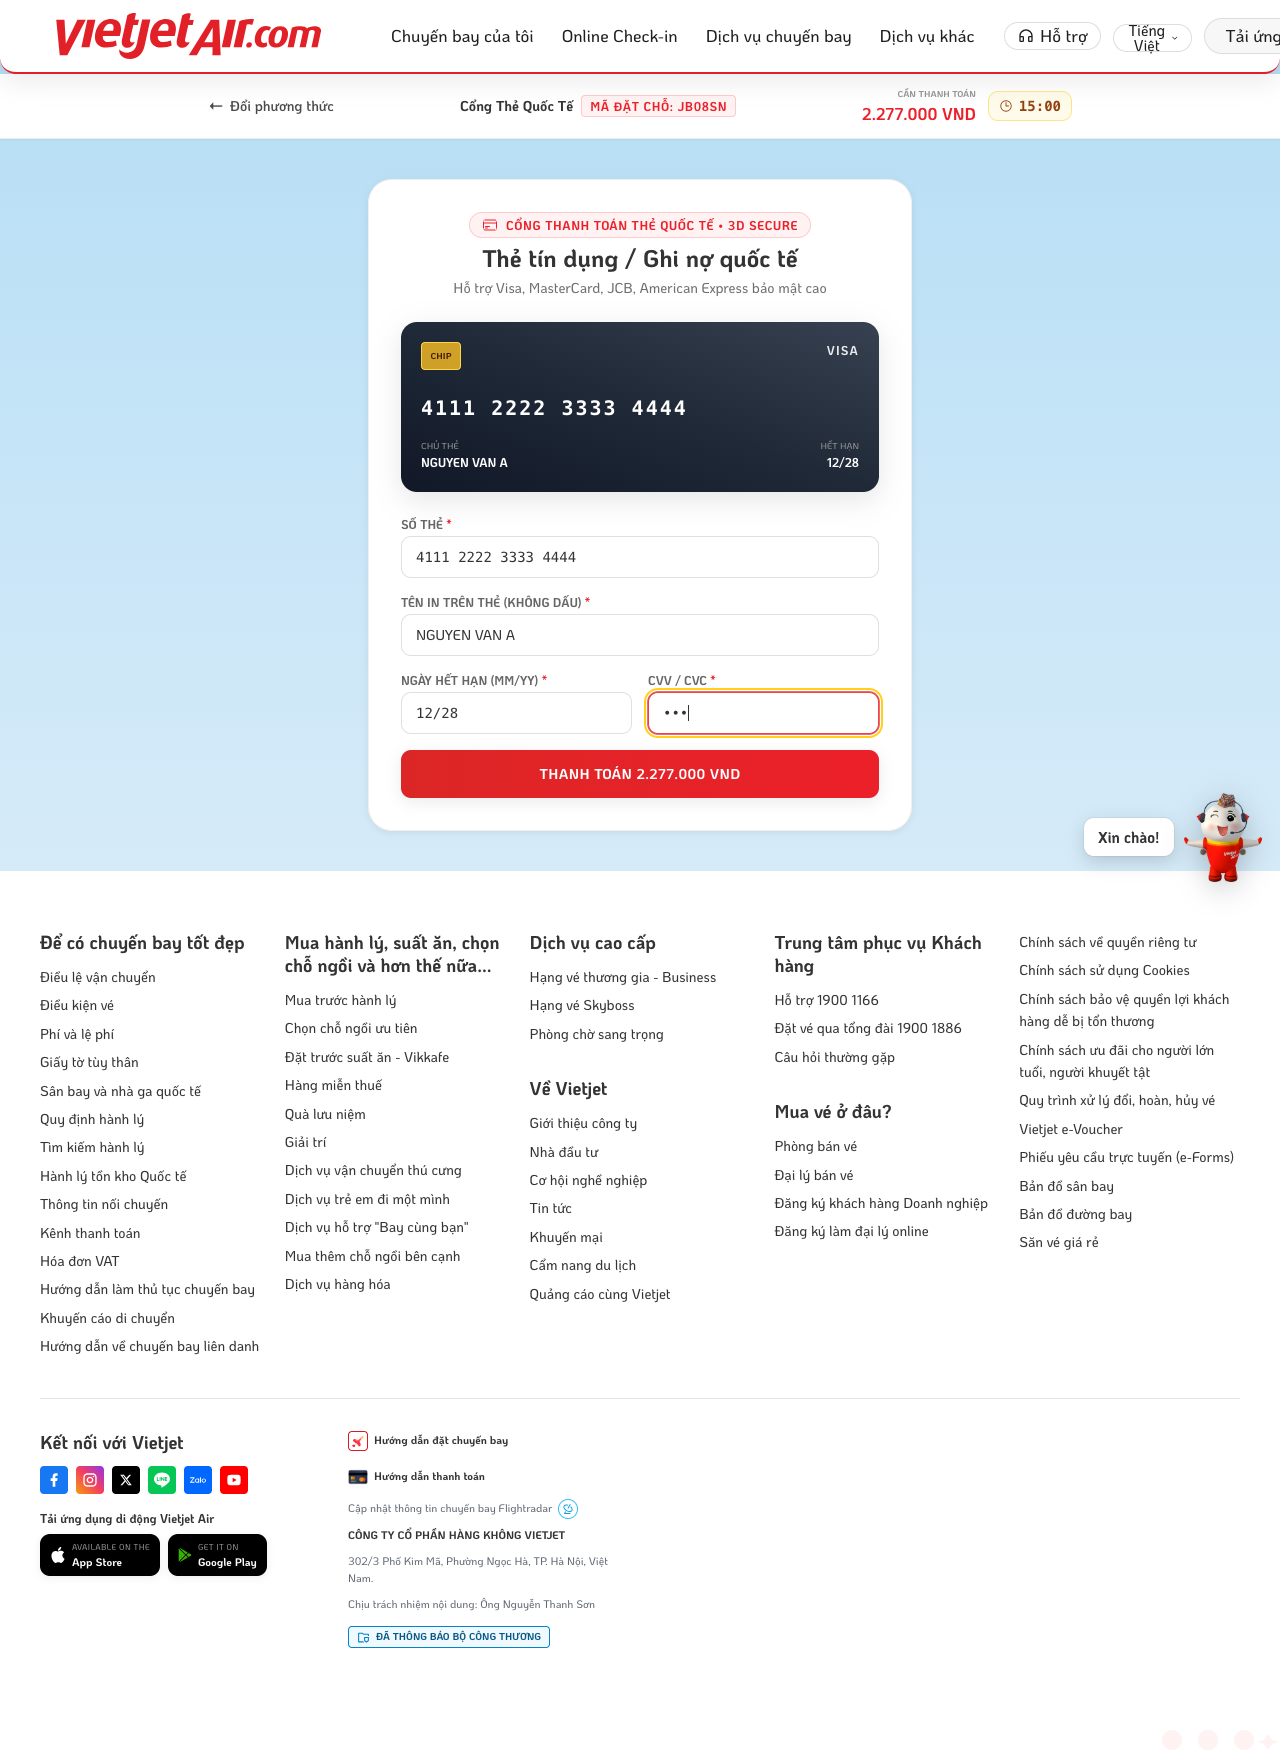 vietjetAir.com
Chuyến bay của tôi
Online Check-in
Dịch vụ chuyến bay
Dịch vụ khác
Hỗ trợ
Tiếng
Việt
Tải ứng
Đổi phương thức
Cổng Thẻ Quốc Tế
MÃ ĐẶT CHỖ: JB08SN
CẦN THANH TOÁN
2.277.000 VND
15:00
CỔNG THANH TOÁN THẺ QUỐC TẾ • 3D SECURE
Thẻ tín dụng / Ghi nợ quốc tế
Hỗ trợ Visa, MasterCard, JCB, American Express bảo mật cao
CHIP
VISA
4111 2222 3333 4444
CHỦ THẺ
HẾT HẠN
NGUYEN VAN A
12/28
SỐ THẺ *
4111 2222 3333 4444
TÊN IN TRÊN THẺ (KHÔNG DẤU) *
NGUYEN VAN A
NGÀY HẾT HẠN (MM/YY) *
CVV / CVC *
12/28
•••
THANH TOÁN 2.277.000 VND
Xin chào!
Để có chuyến bay tốt đẹp
Điều lệ vận chuyển
Điều kiện vé
Phí và lệ phí
Giấy tờ tùy thân
Sân bay và nhà ga quốc tế
Quy định hành lý
Tìm kiếm hành lý
Hành lý tồn kho Quốc tế
Thông tin nối chuyến
Kênh thanh toán
Hóa đơn VAT
Hướng dẫn làm thủ tục chuyến bay
Khuyến cáo di chuyển
Hướng dẫn về chuyến bay liên danh
Mua hành lý, suất ăn, chọn
chỗ ngồi và hơn thế nữa...
Mua trước hành lý
Chọn chỗ ngồi ưu tiên
Đặt trước suất ăn - Vikkafe
Hàng miễn thuế
Quà lưu niệm
Giải trí
Dịch vụ vận chuyển thú cưng
Dịch vụ trẻ em đi một mình
Dịch vụ hỗ trợ "Bay cùng bạn"
Mua thêm chỗ ngồi bên cạnh
Dịch vụ hàng hóa
Dịch vụ cao cấp
Hạng vé thương gia - Business
Hạng vé Skyboss
Phòng chờ sang trọng
Về Vietjet
Giới thiệu công ty
Nhà đầu tư
Cơ hội nghề nghiệp
Tin tức
Khuyến mại
Cẩm nang du lịch
Quảng cáo cùng Vietjet
Trung tâm phục vụ Khách
hàng
Hỗ trợ 1900 1166
Đặt vé qua tổng đài 1900 1886
Câu hỏi thường gặp
Mua vé ở đâu?
Phòng bán vé
Đại lý bán vé
Đăng ký khách hàng Doanh nghiệp
Đăng ký làm đại lý online
Chính sách về quyền riêng tư
Chính sách sử dụng Cookies
Chính sách bảo vệ quyền lợi khách
hàng dễ bị tổn thương
Chính sách ưu đãi cho người lớn
tuổi, người khuyết tật
Quy trình xử lý đổi, hoàn, hủy vé
Vietjet e-Voucher
Phiếu yêu cầu trực tuyến (e-Forms)
Bản đồ sân bay
Bản đồ đường bay
Săn vé giá rẻ
Kết nối với Vietjet
Zalo
Tải ứng dụng di động Vietjet Air
AVAILABLE ON THE
App Store
GET IT ON
Google Play
Hướng dẫn đặt chuyến bay
Hướng dẫn thanh toán
Cập nhật thông tin chuyến bay Flightradar
CÔNG TY CỔ PHẦN HÀNG KHÔNG VIETJET
302/3 Phố Kim Mã, Phường Ngọc Hà, TP. Hà Nội, Việt
Nam.
Chịu trách nhiệm nội dung: Ông Nguyễn Thanh Sơn
ĐÃ THÔNG BÁO BỘ CÔNG THƯƠNG